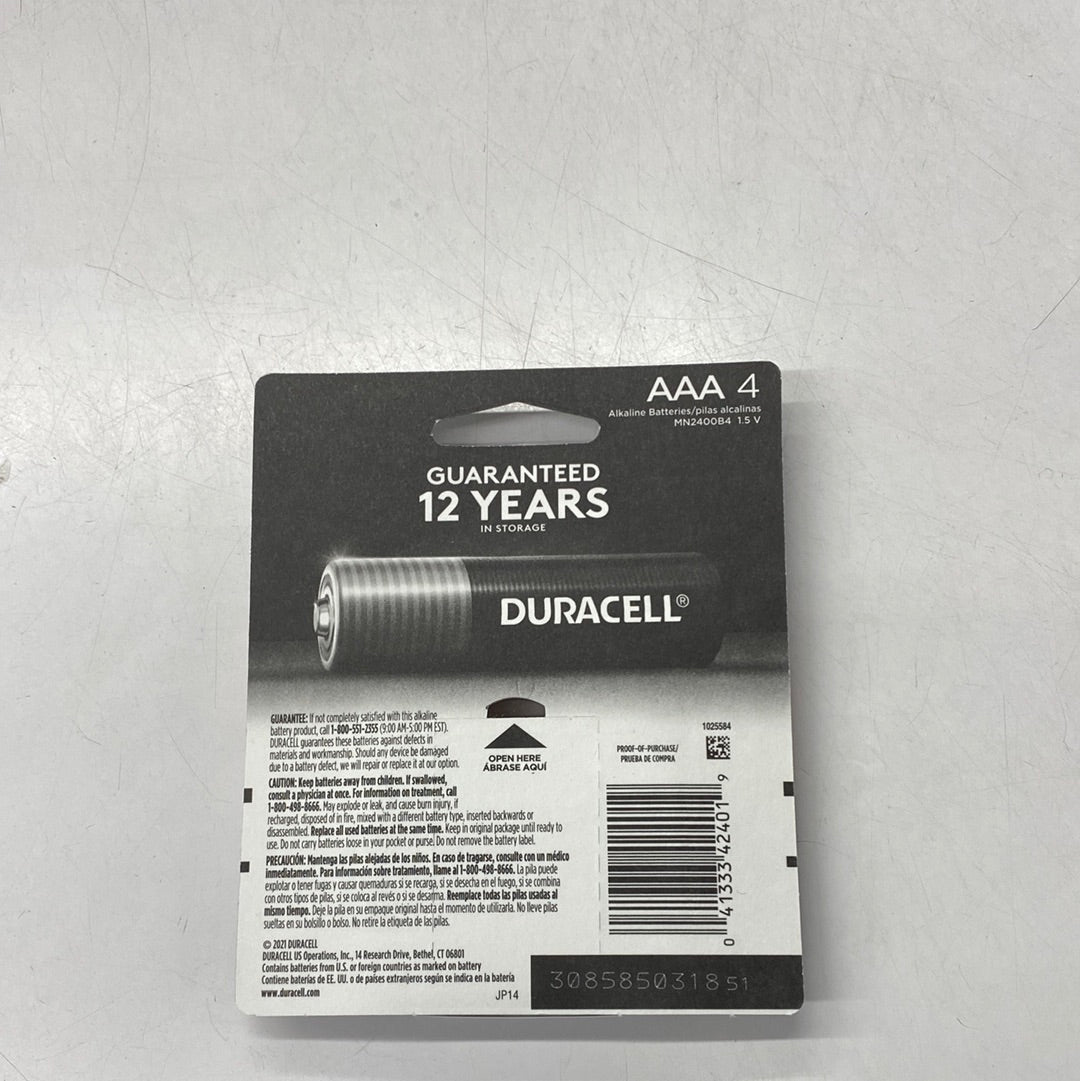 AAA 4
Alkaline Batteries/pilas alcalinas
MN2400B4 1.5 V
GUARANTEED
12 YEARS
IN STORAGE
DURACELL®
GUARANTEE: If not completely satisfied with this alkaline
battery product, call 1-800-551-2355 (9:00 AM-5:00 PM EST).
DURACELL guarantees these batteries against defects in
materials and workmanship. Should any device be damaged
due to a battery defect, we will repair or replace it at our option.
CAUTION: Keep batteries away from children. If swallowed,
consult a physician at once. For information on treatment, call
1-800-498-8666. May explode or leak, and cause burn injury, if
recharged, disposed of in fire, mixed with a different battery type, inserted backwards or
disassembled. Replace all used batteries at the same time. Keep in original package until ready to
use. Do not carry batteries loose in your pocket or purse. Do not remove the battery label.
PRECAUCIÓN: Mantenga las pilas alejadas de los niños. En caso de tragarse, consulte con un médico
inmediatamente. Para información sobre tratamiento, llame al 1-800-498-8666. La pila puede
explotar o tener fugas y causar quemaduras si se recarga, si se desecha en el fuego, si se combina
con otros tipos de pilas, si se coloca al revés o si se desarma. Reemplace todas las pilas usadas al
mismo tiempo. Deje la pila en su empaque original hasta el momento de utilizarla. No lleve pilas
sueltas en su bolsillo o bolso. No retire la etiqueta de las pilas.
© 2021 DURACELL
DURACELL US Operations, Inc., 14 Research Drive, Bethel, CT 06801
Contains batteries from U.S. or foreign countries as marked on battery
Contiene baterías de EE. UU. o de países extranjeros según se indica en la batería
www.duracell.com
JP14
OPEN HERE
ÁBRASE AQUÍ
1025584
PROOF-OF-PURCHASE/
PRUEBA DE COMPRA
0 41333 42401 9
3085850318 51